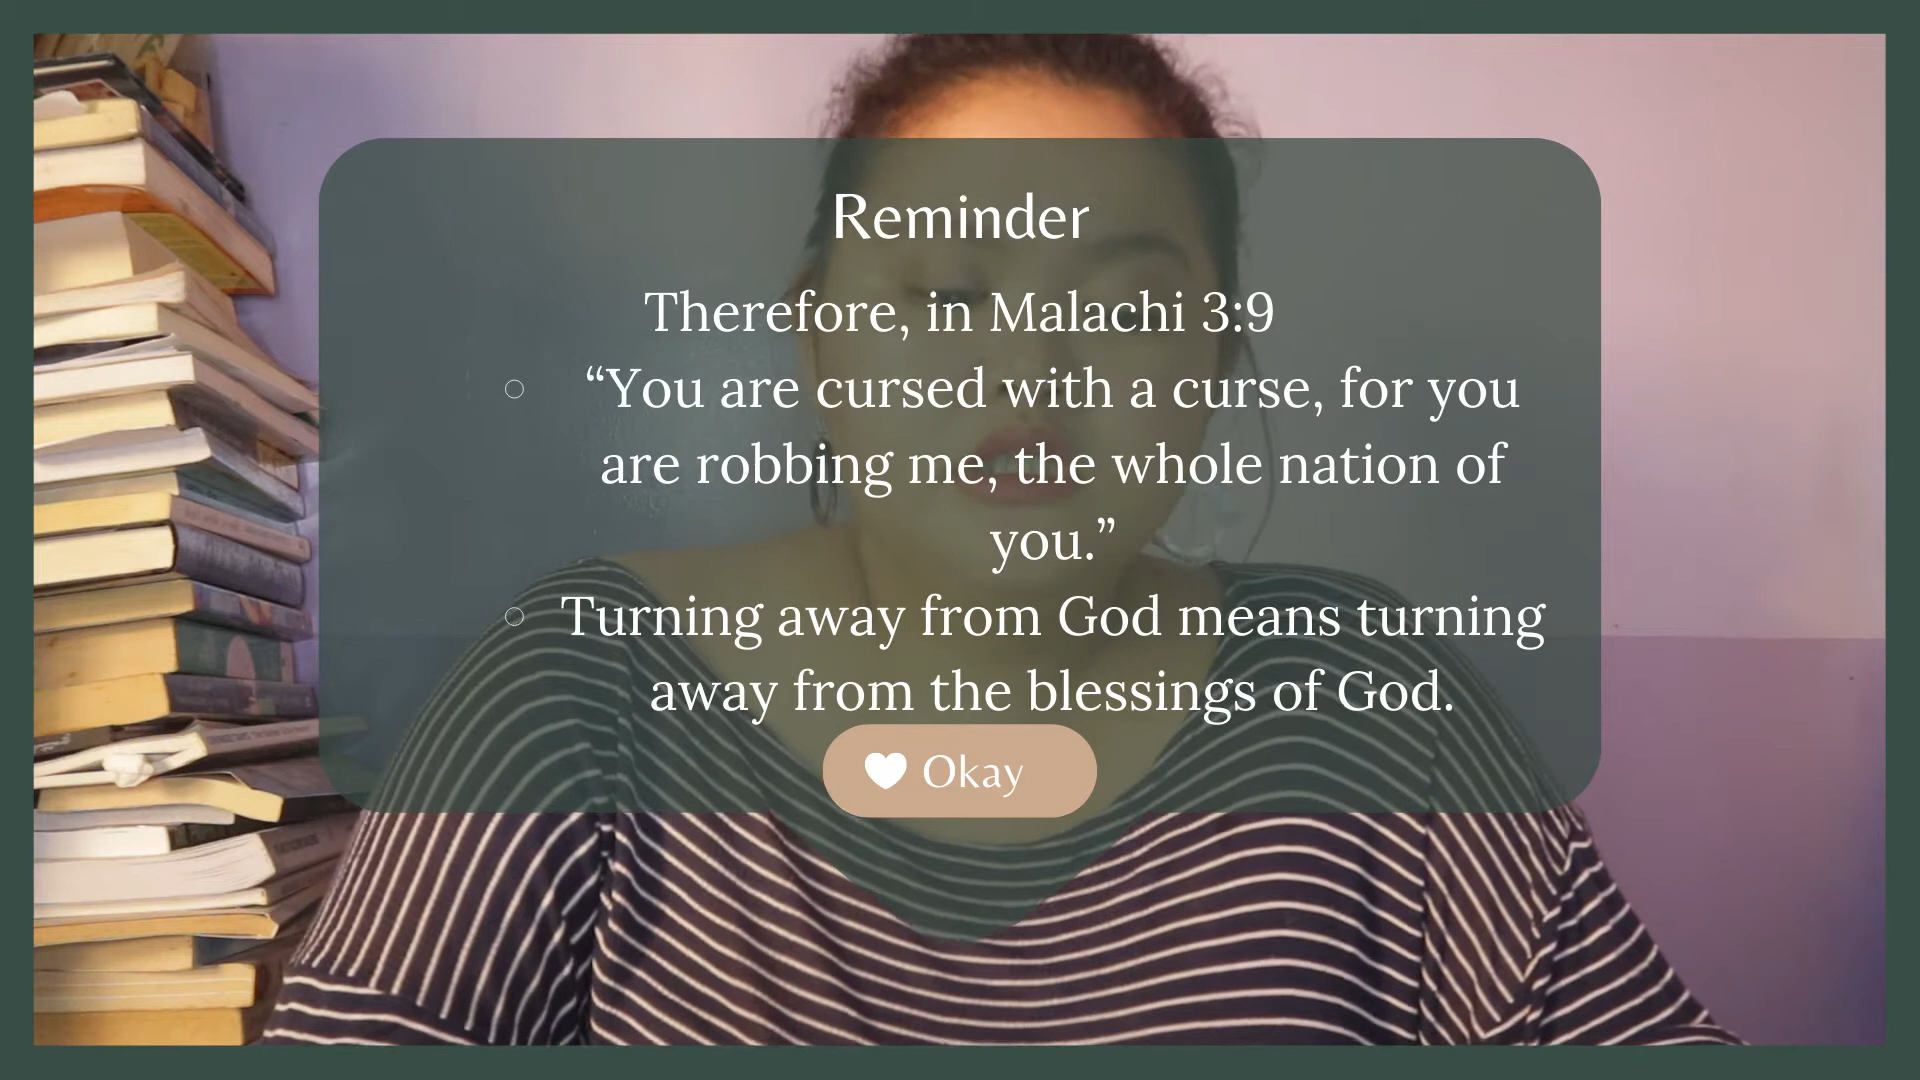 Reminder
Therefore, in Malachi 3:9
“You are cursed with a curse, for you
are robbing me, the whole nation of
you.”
Turning away from God means turning
away from the blessings of God.
Okay